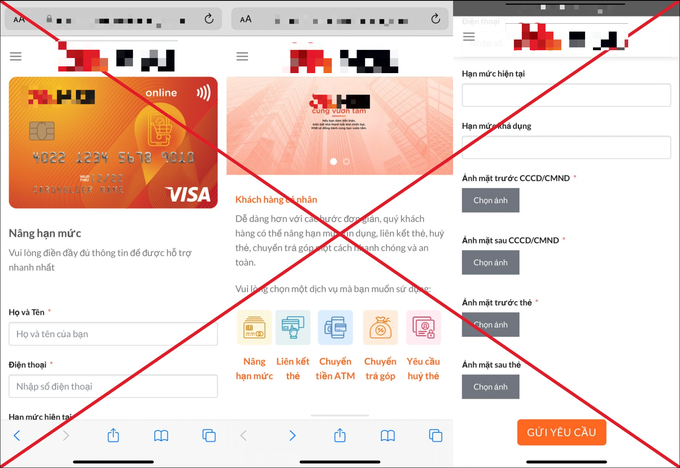 AA
online
4022 1234 5678 9010
VISA
Nâng hạn mức
Vui lòng điền đầy đủ thông tin để được hỗ trợ
nhanh nhất
Họ và Tên *
Họ và tên của bạn
Điện thoại *
Nhập số điện thoại
Hạn mức hiện tại
AA
cùng vươn tầm
Khách hàng cá nhân
Dễ dàng hơn với các bước đơn giản, quý khách
hàng có thể nâng hạn mức tín dụng, liên kết thẻ, huỷ
thẻ, chuyển trả góp một cách nhanh chóng và an
toàn.
Vui lòng chọn một dịch vụ mà bạn muốn sử dụng:
Nâng
hạn mức
Liên kết
thẻ
Chuyển
tiền ATM
Chuyển
trả góp
Yêu cầu
huỷ thẻ
Điện thoại
Hạn mức hiện tại
Hạn mức khả dụng
Ảnh mặt trước CCCD/CMND *
Chọn ảnh
Ảnh mặt sau CCCD/CMND *
Chọn ảnh
Ảnh mặt trước thẻ *
Chọn ảnh
Ảnh mặt sau thẻ
Chọn ảnh
GỬI YÊU CẦU